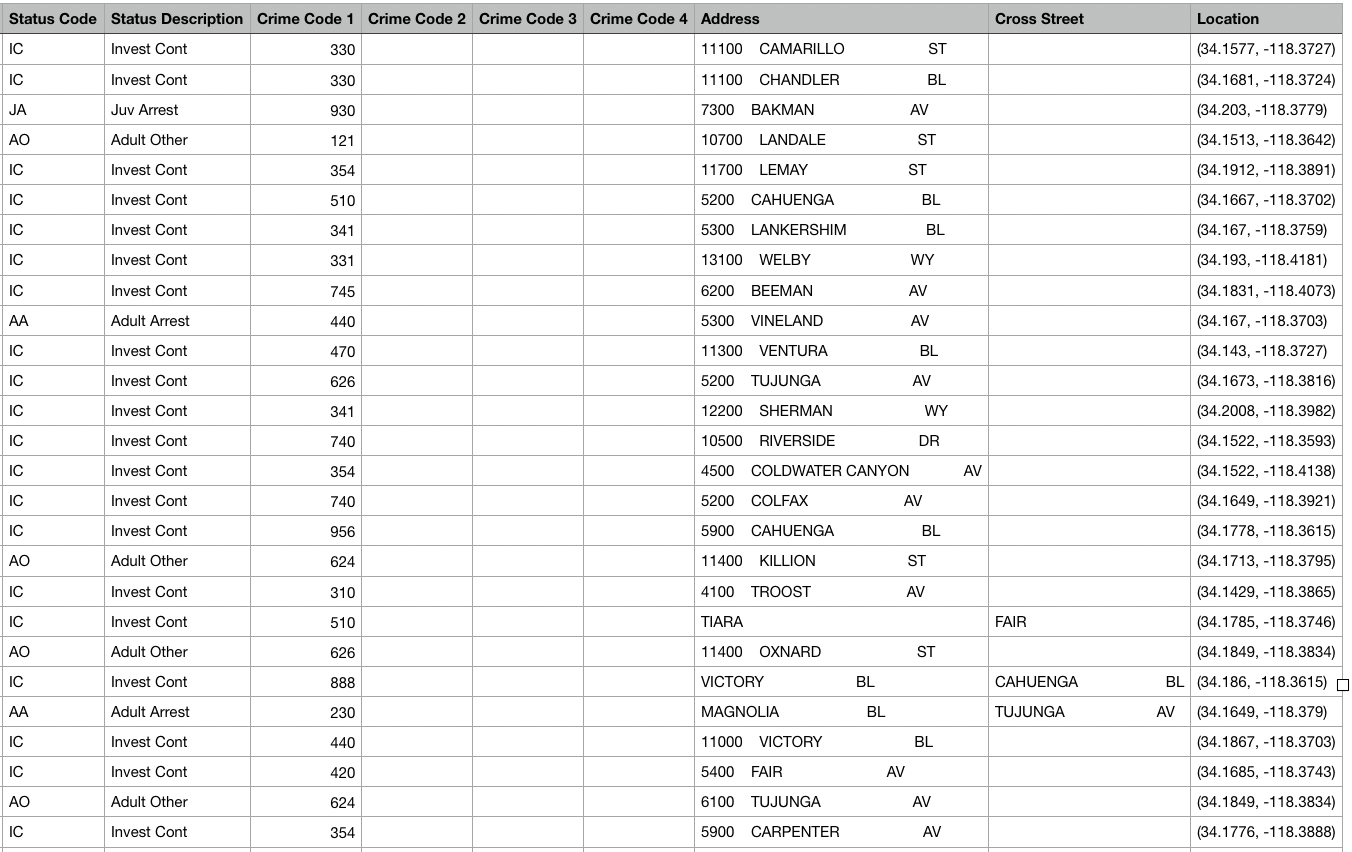 Status Code Status Description Crime Code 1 Crime Code 2 Crime Code 3 Crime Code 4 Address Cross Street Location
IC Invest Cont 330 11100 CAMARILLO ST (34.1577, -118.3727)
IC Invest Cont 330 11100 CHANDLER BL (34.1681, -118.3724)
JA Juv Arrest 930 7300 BAKMAN AV (34.203, -118.3779)
AO Adult Other 121 10700 LANDALE ST (34.1513, -118.3642)
IC Invest Cont 354 11700 LEMAY ST (34.1912, -118.3891)
IC Invest Cont 510 5200 CAHUENGA BL (34.1667, -118.3702)
IC Invest Cont 341 5300 LANKERSHIM BL (34.167, -118.3759)
IC Invest Cont 331 13100 WELBY WY (34.193, -118.4181)
IC Invest Cont 745 6200 BEEMAN AV (34.1831, -118.4073)
AA Adult Arrest 440 5300 VINELAND AV (34.167, -118.3703)
IC Invest Cont 470 11300 VENTURA BL (34.143, -118.3727)
IC Invest Cont 626 5200 TUJUNGA AV (34.1673, -118.3816)
IC Invest Cont 341 12200 SHERMAN WY (34.2008, -118.3982)
IC Invest Cont 740 10500 RIVERSIDE DR (34.1522, -118.3593)
IC Invest Cont 354 4500 COLDWATER CANYON AV (34.1522, -118.4138)
IC Invest Cont 740 5200 COLFAX AV (34.1649, -118.3921)
IC Invest Cont 956 5900 CAHUENGA BL (34.1778, -118.3615)
AO Adult Other 624 11400 KILLION ST (34.1713, -118.3795)
IC Invest Cont 310 4100 TROOST AV (34.1429, -118.3865)
IC Invest Cont 510 TIARA FAIR (34.1785, -118.3746)
AO Adult Other 626 11400 OXNARD ST (34.1849, -118.3834)
IC Invest Cont 888 VICTORY BL CAHUENGA BL (34.186, -118.3615)
AA Adult Arrest 230 MAGNOLIA BL TUJUNGA AV (34.1649, -118.379)
IC Invest Cont 440 11000 VICTORY BL (34.1867, -118.3703)
IC Invest Cont 420 5400 FAIR AV (34.1685, -118.3743)
AO Adult Other 624 6100 TUJUNGA AV (34.1849, -118.3834)
IC Invest Cont 354 5900 CARPENTER AV (34.1776, -118.3888)